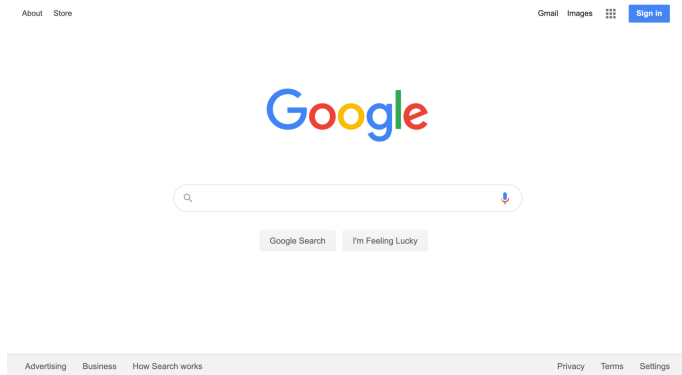 About Store Gmail Images Sign in
Google
Google Search I'm Feeling Lucky
Advertising Business How Search works Privacy Terms Settings